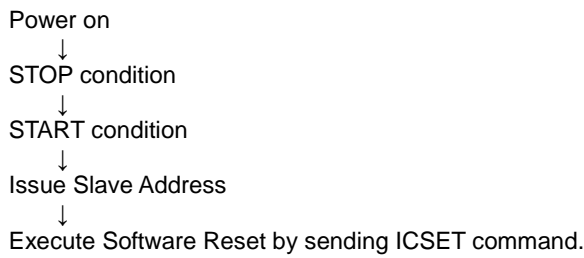 Power on
↓
STOP condition
↓
START condition
↓
Issue Slave Address
↓
Execute Software Reset by sending ICSET command.